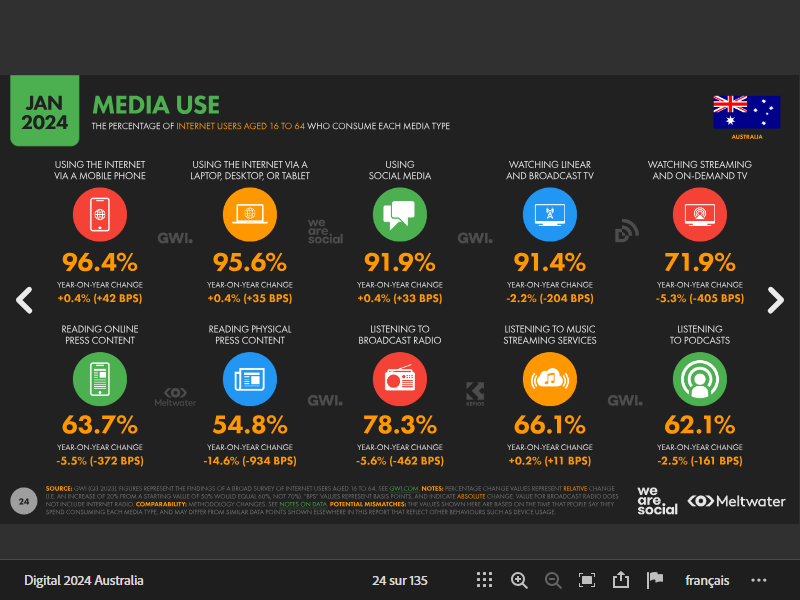 JAN
2024
MEDIA USE
THE PERCENTAGE OF INTERNET USERS AGED 16 TO 64 WHO CONSUME EACH MEDIA TYPE
AUSTRALIA
USING THE INTERNET
VIA A MOBILE PHONE
96.4%
YEAR-ON-YEAR CHANGE
+0.4% (+42 BPS)
USING THE INTERNET VIA A
LAPTOP, DESKTOP, OR TABLET
95.6%
YEAR-ON-YEAR CHANGE
+0.4% (+35 BPS)
USING
SOCIAL MEDIA
91.9%
YEAR-ON-YEAR CHANGE
+0.4% (+33 BPS)
WATCHING LINEAR
AND BROADCAST TV
91.4%
YEAR-ON-YEAR CHANGE
-2.2% (-204 BPS)
WATCHING STREAMING
AND ON-DEMAND TV
71.9%
YEAR-ON-YEAR CHANGE
-5.3% (-405 BPS)
GWI.
we
are.
social
GWI.
READING ONLINE
PRESS CONTENT
63.7%
YEAR-ON-YEAR CHANGE
-5.5% (-372 BPS)
READING PHYSICAL
PRESS CONTENT
54.8%
YEAR-ON-YEAR CHANGE
-14.6% (-934 BPS)
LISTENING TO
BROADCAST RADIO
78.3%
YEAR-ON-YEAR CHANGE
-5.6% (-462 BPS)
LISTENING TO MUSIC
STREAMING SERVICES
66.1%
YEAR-ON-YEAR CHANGE
+0.2% (+11 BPS)
LISTENING
TO PODCASTS
62.1%
YEAR-ON-YEAR CHANGE
-2.5% (-161 BPS)
Meltwater
GWI.
KEPIOS
GWI.
24
SOURCE: GWI (Q3 2023). FIGURES REPRESENT THE FINDINGS OF A BROAD SURVEY OF INTERNET USERS AGED 16 TO 64. SEE GWI.COM. NOTES: PERCENTAGE CHANGE VALUES REPRESENT RELATIVE CHANGE
(I.E. AN INCREASE OF 20% FROM A STARTING VALUE OF 50% WOULD EQUAL 60%, NOT 70%). "BPS" VALUES REPRESENT BASIS POINTS, AND INDICATE ABSOLUTE CHANGE. VALUE FOR BROADCAST RADIO DOES
NOT INCLUDE INTERNET RADIO. COMPARABILITY: METHODOLOGY CHANGES. SEE NOTES ON DATA. POTENTIAL MISMATCHES: THE VALUES SHOWN HERE ARE BASED ON THE TIME THAT PEOPLE SAY THEY
SPEND CONSUMING EACH MEDIA TYPE, AND MAY DIFFER FROM SIMILAR DATA POINTS SHOWN ELSEWHERE IN THIS REPORT THAT REFLECT OTHER BEHAVIOURS SUCH AS DEVICE USAGE.
we
are.
social
Meltwater
Digital 2024 Australia
24 sur 135
français